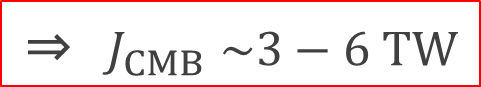 ⇒ J_CMB ~3 − 6 TW